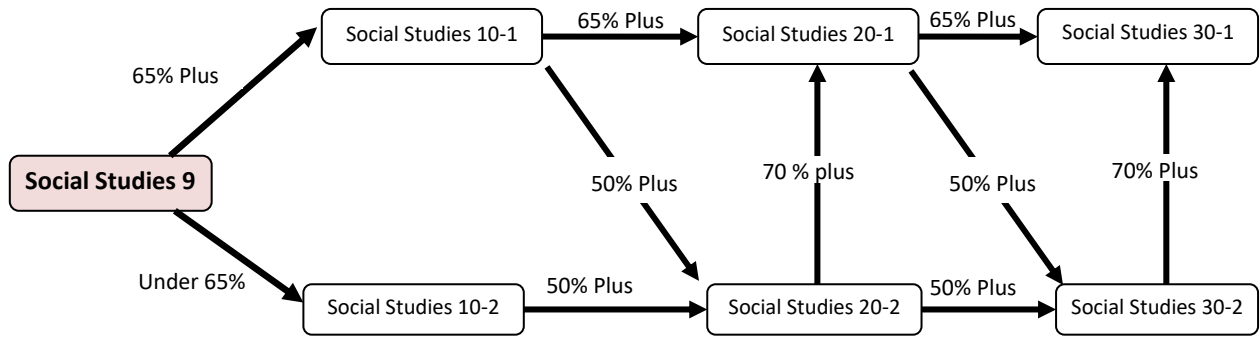 Social Studies 10-1
65% Plus
Social Studies 20-1
65% Plus
Social Studies 30-1
65% Plus
Social Studies 9
50% Plus
70 % plus
50% Plus
70% Plus
Under 65%
Social Studies 10-2
50% Plus
Social Studies 20-2
50% Plus
Social Studies 30-2